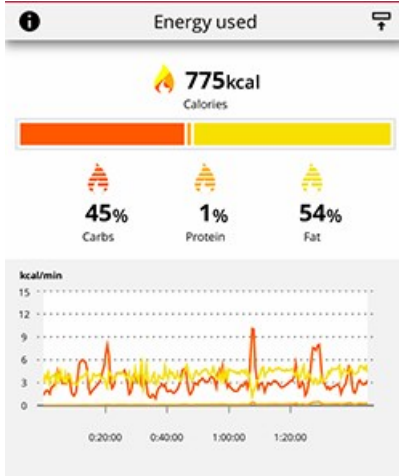 Energy used
775kcal
Calories
45% 1% 54%
Carbs Protein Fat
kcal/min
15
12
9
6
3
0
0:20:00 0:40:00 1:00:00 1:20:00